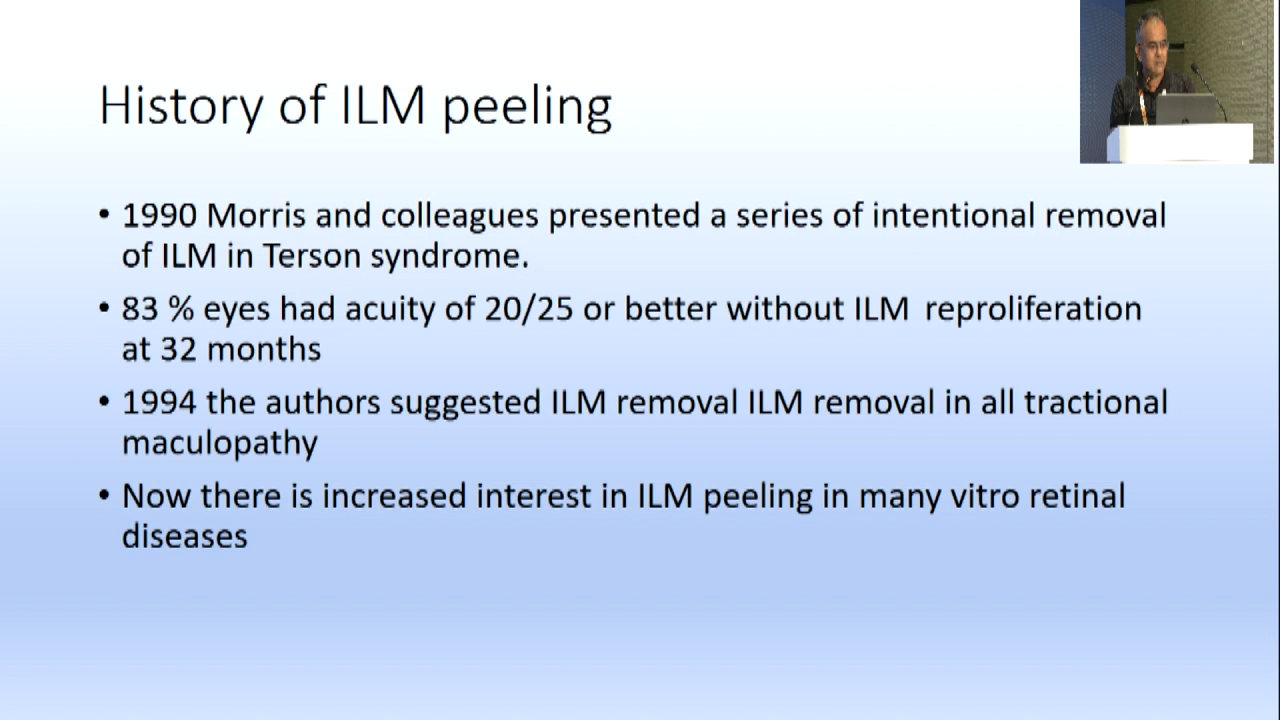 History of ILM peeling
• 1990 Morris and colleagues presented a series of intentional removal
of ILM in Terson syndrome.
• 83 % eyes had acuity of 20/25 or better without ILM reproliferation
at 32 months
• 1994 the authors suggested ILM removal ILM removal in all tractional
maculopathy
• Now there is increased interest in ILM peeling in many vitro retinal
diseases